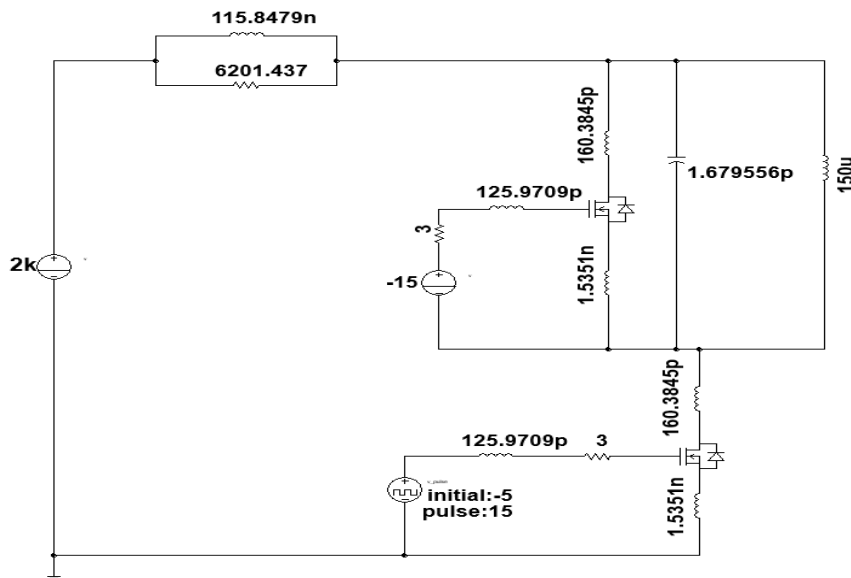 115.8479n
6201.437
160.3845p
1.679556p
150u
125.9709p
3
2k
-15
1.5351n
160.3845p
125.9709p
3
initial:-5
pulse:15
1.5351n